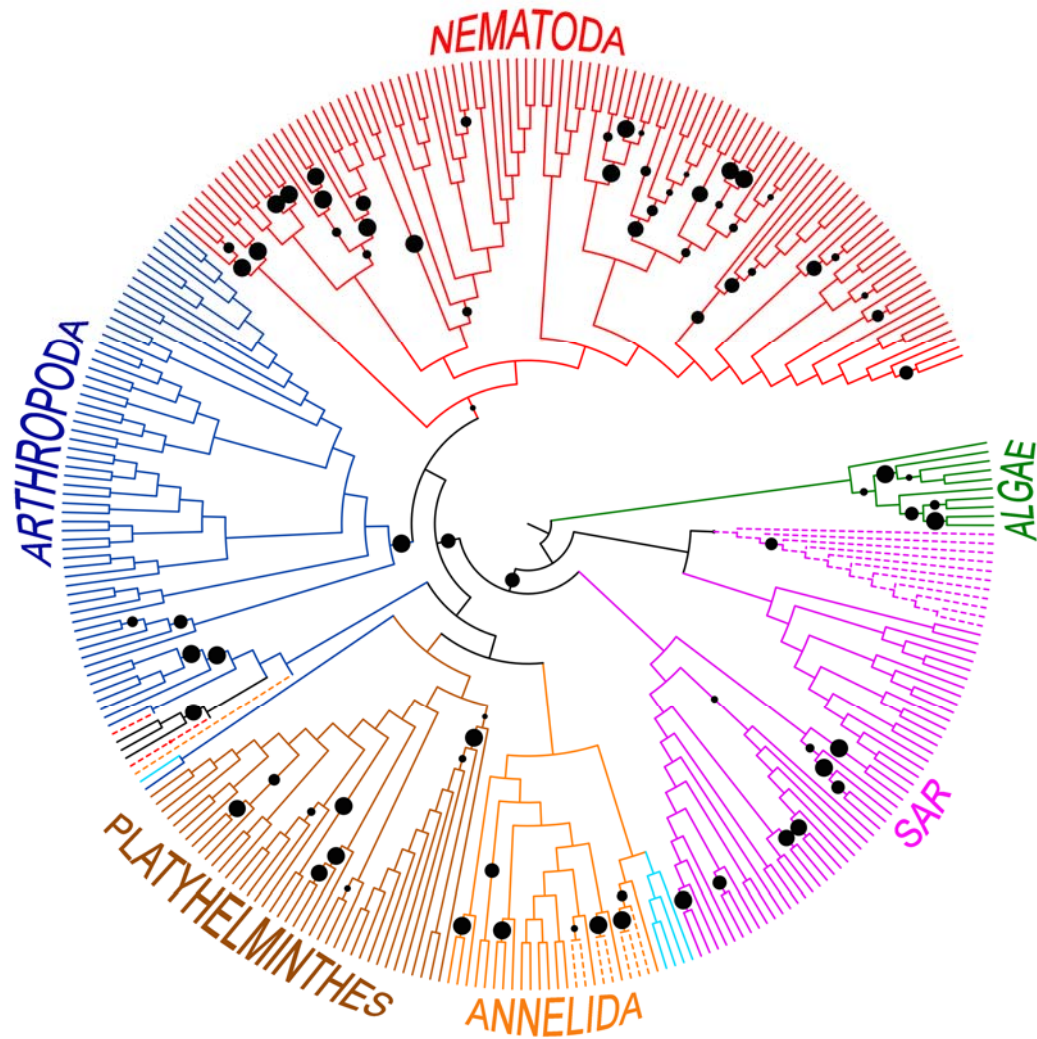 NEMATODA
ARTHROPODA
ALGAE
SAR
PLATYHELMINTHES
ANNELIDA